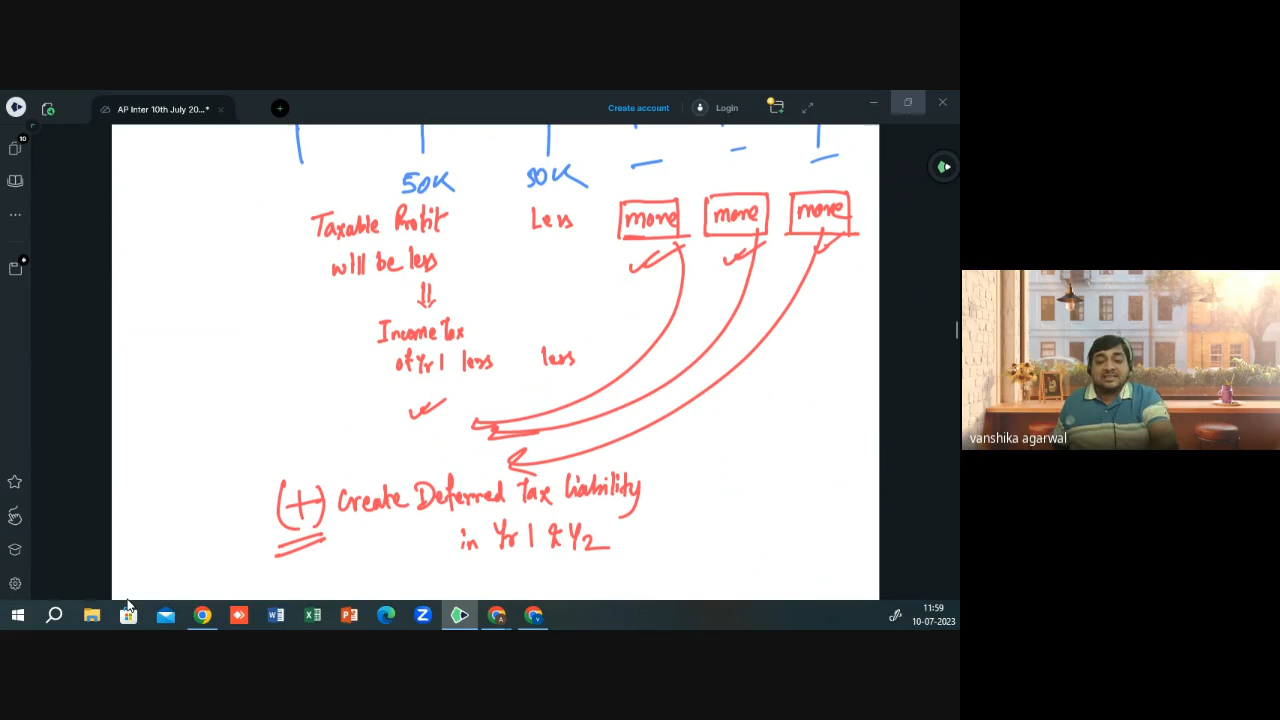 AP Inter 10th July 20...*
Create account
Login
10
50K 30K
Taxable Profit Less more more more
will be less
Income Tax
of Yr 1 less less
(+) Create Deferred Tax Liability
in Yr 1 & Y2
vanshika agarwal
11:59
10-07-2023